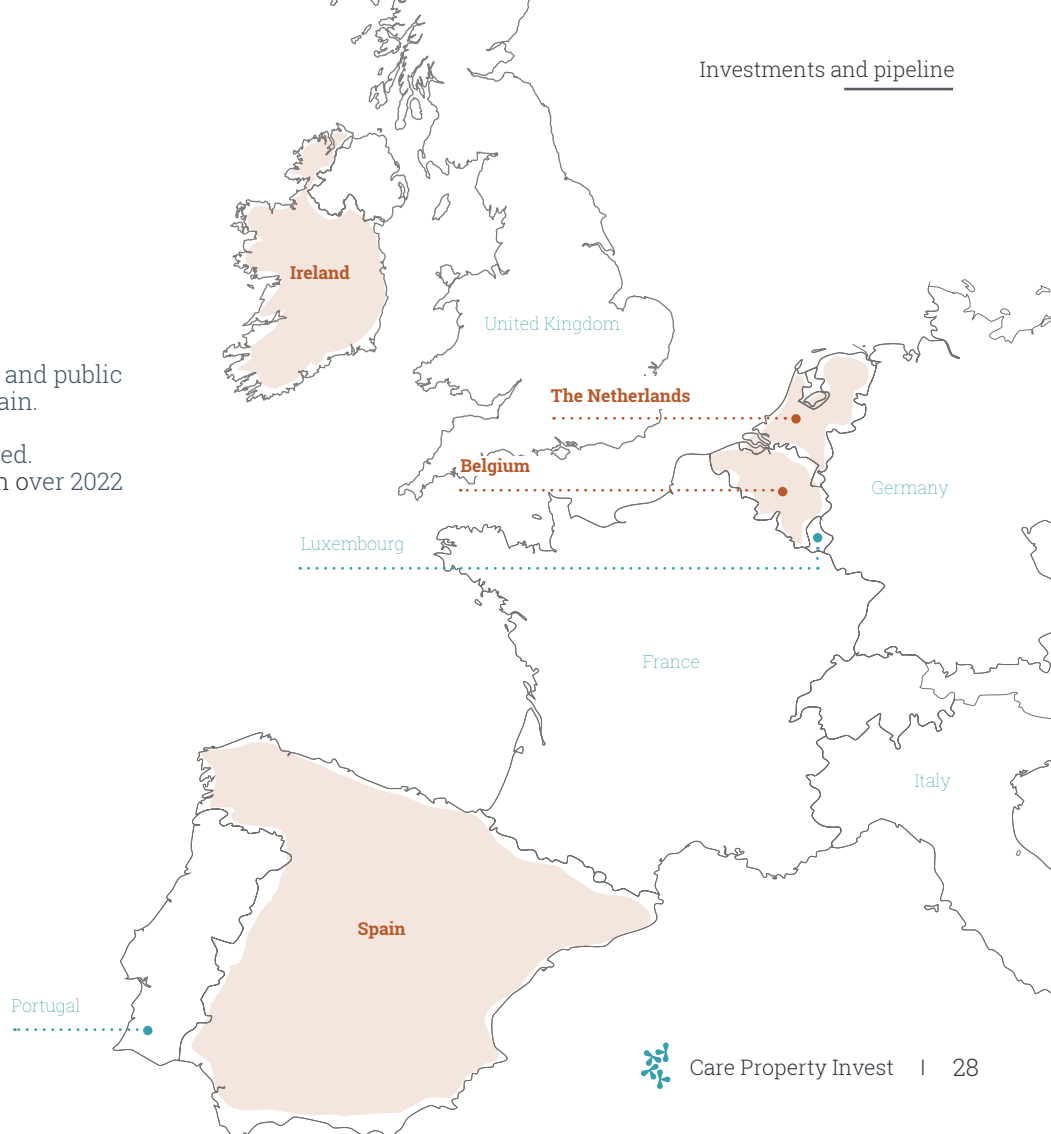 Investments and pipeline
Ireland
United Kingdom
and public
ain.
The Netherlands
ed.
Belgium
n over 2022
Germany
Luxembourg
France
Italy
Spain
Portugal
Care Property Invest | 28